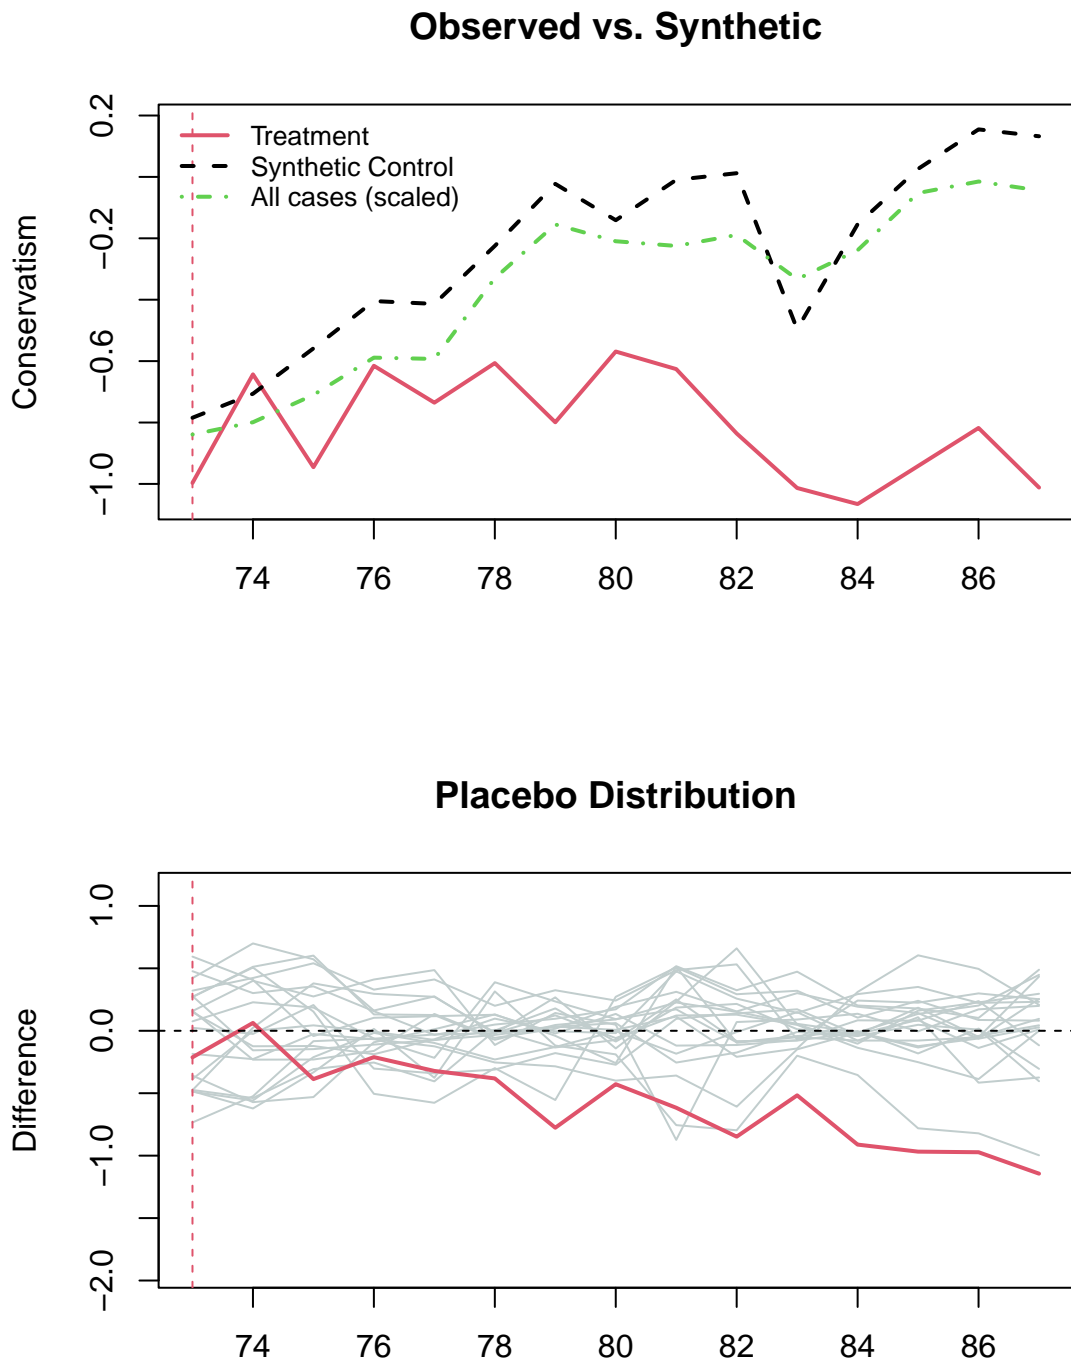 Observed vs. Synthetic
Conservatism
0.2
−0.2
−0.6
−1.0
Treatment
Synthetic Control
All cases (scaled)
74 76 78 80 82 84 86
Placebo Distribution
Difference
1.0
0.0
−1.0
−2.0
74 76 78 80 82 84 86